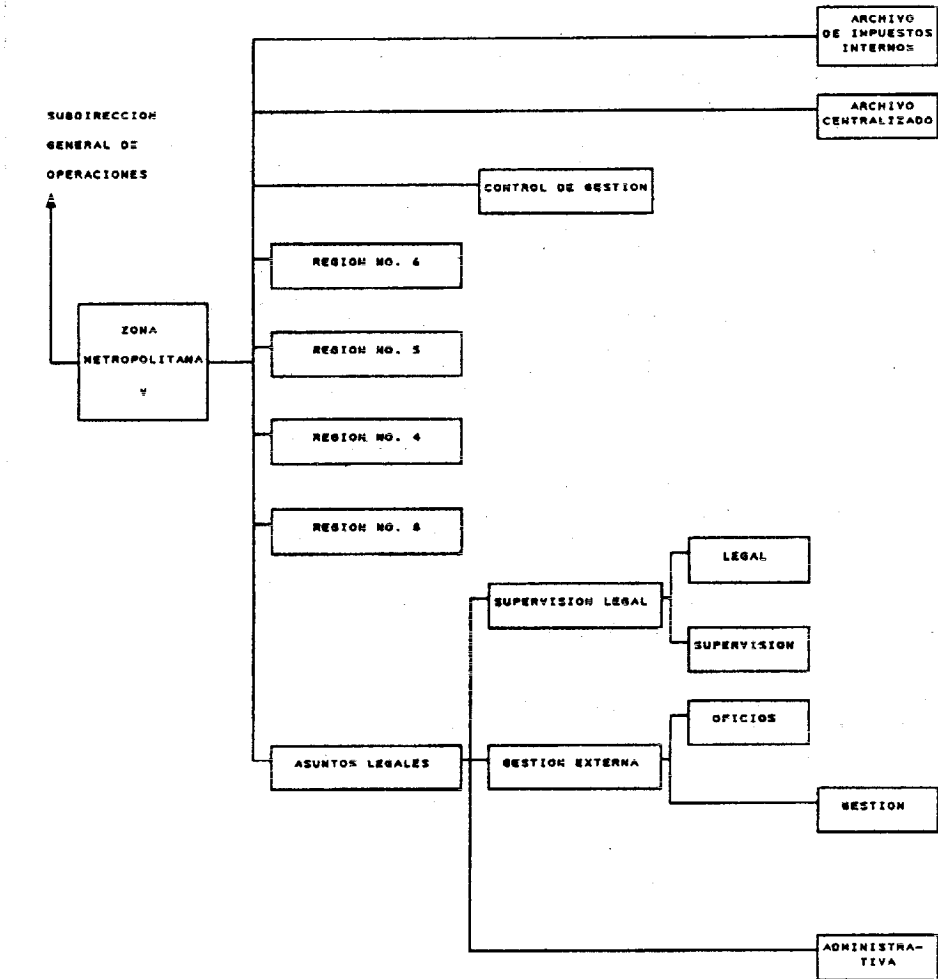 ARCHIVO
DE IMPUESTOS
INTERNOS
ARCHIVO
CENTRALIZADO
SUBDIRECCION
GENERAL DE
OPERACIONES
CONTROL DE GESTION
REGION NO. 6
ZONA
METROPOLITANA
REGION NO. 5
REGION NO. 4
REGION NO. 8
LEGAL
SUPERVISION LEGAL
SUPERVISION
OFICIOS
ASUNTOS LEGALES
GESTION EXTERNA
GESTION
ADMINISTRA-
TIVA